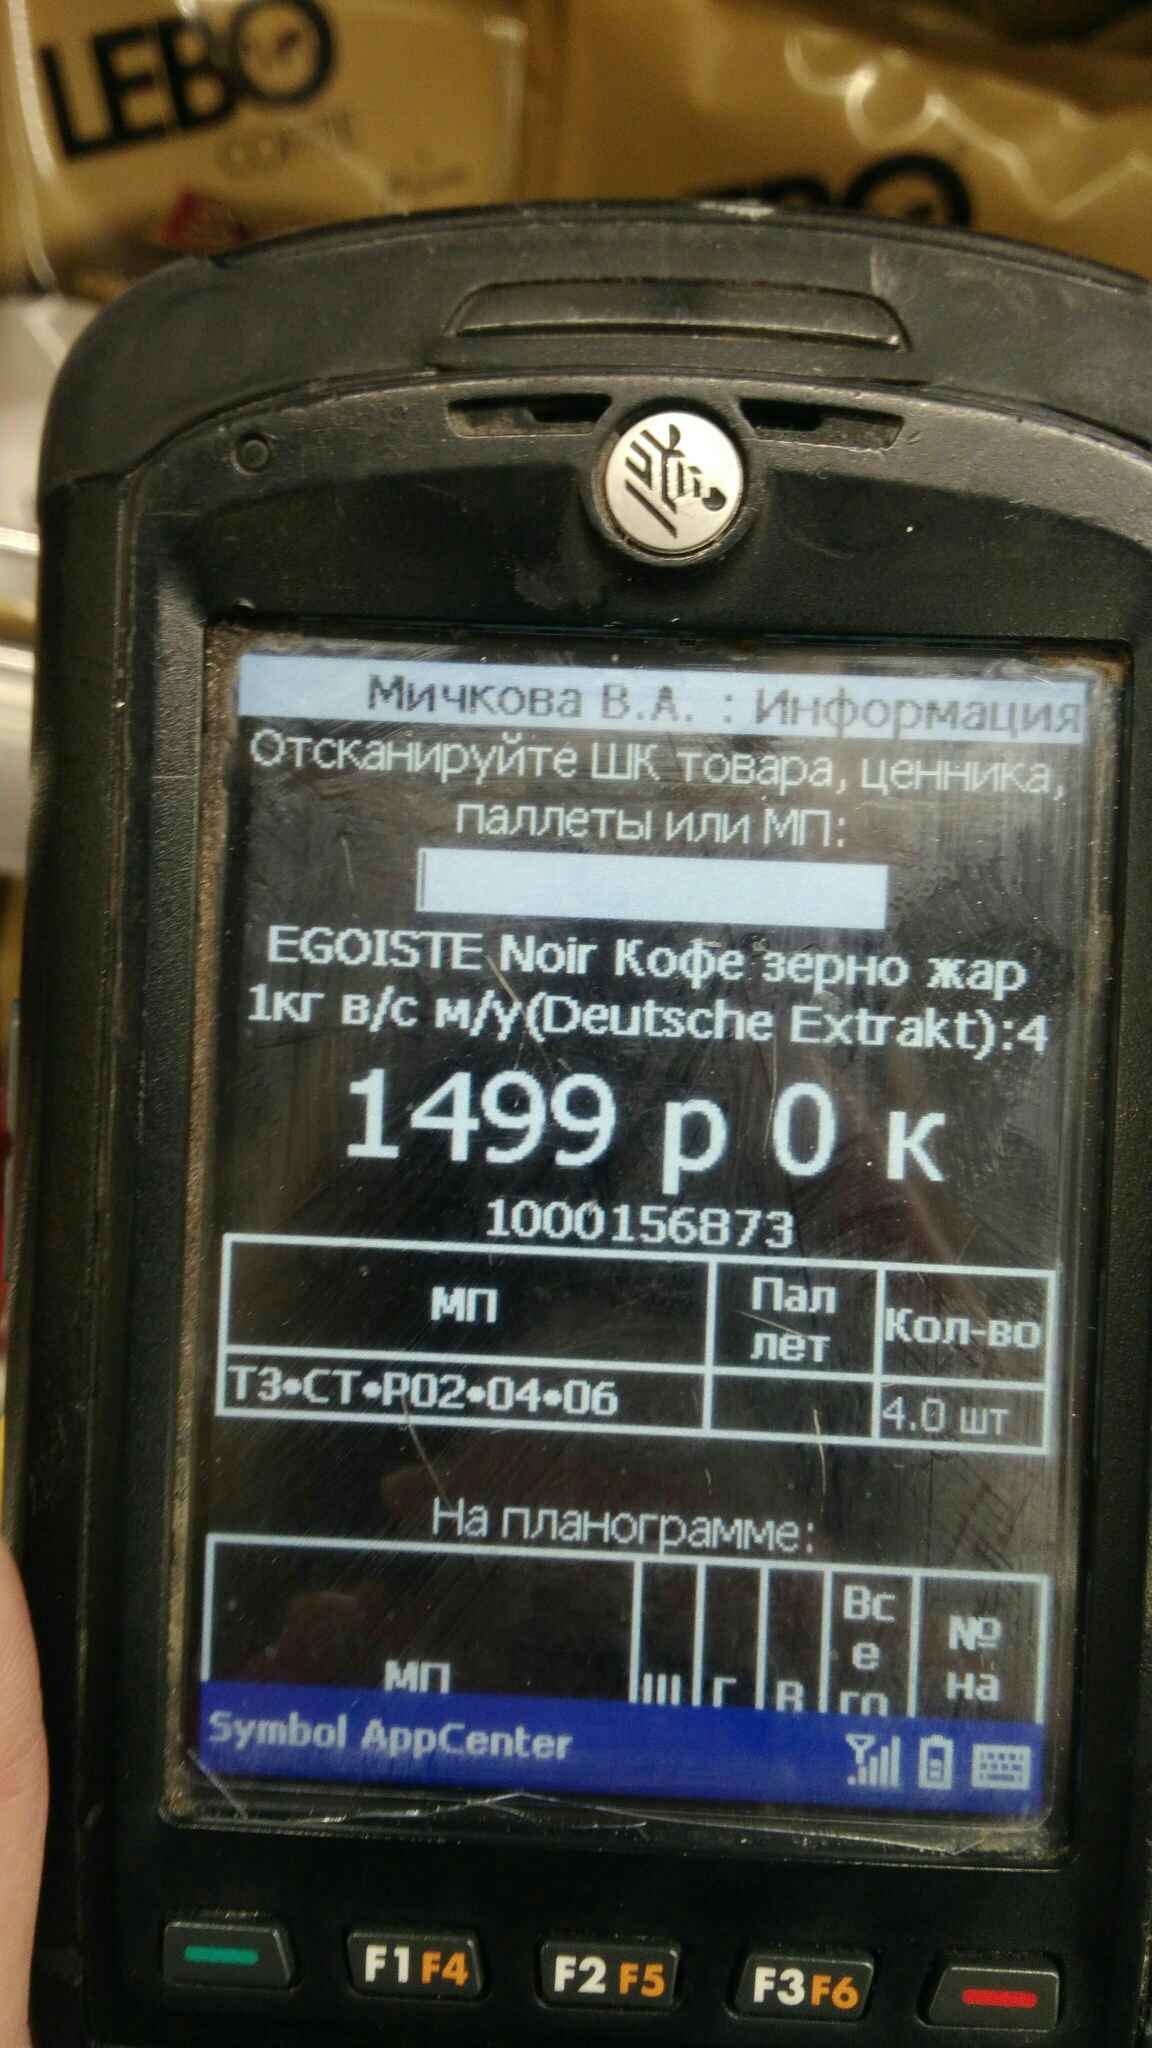 LEBO
COFFEE
LEBO
Мичкова В.А. : Информация
Отсканируйте ШК товара, ценника,
паллеты или МП:
EGOISTE Noir Кофе зерно жар
1кг в/с м/у(Deutsche Extrakt):4
1499 р 0 к
1000156873
МП Пал лет Кол-во
ТЗ•СТ•Р02•04•06 4.0 шт
На планограмме:
МП Ш Г В Вс е го № на
Symbol AppCenter
F1 F4 F2 F5 F3 F6